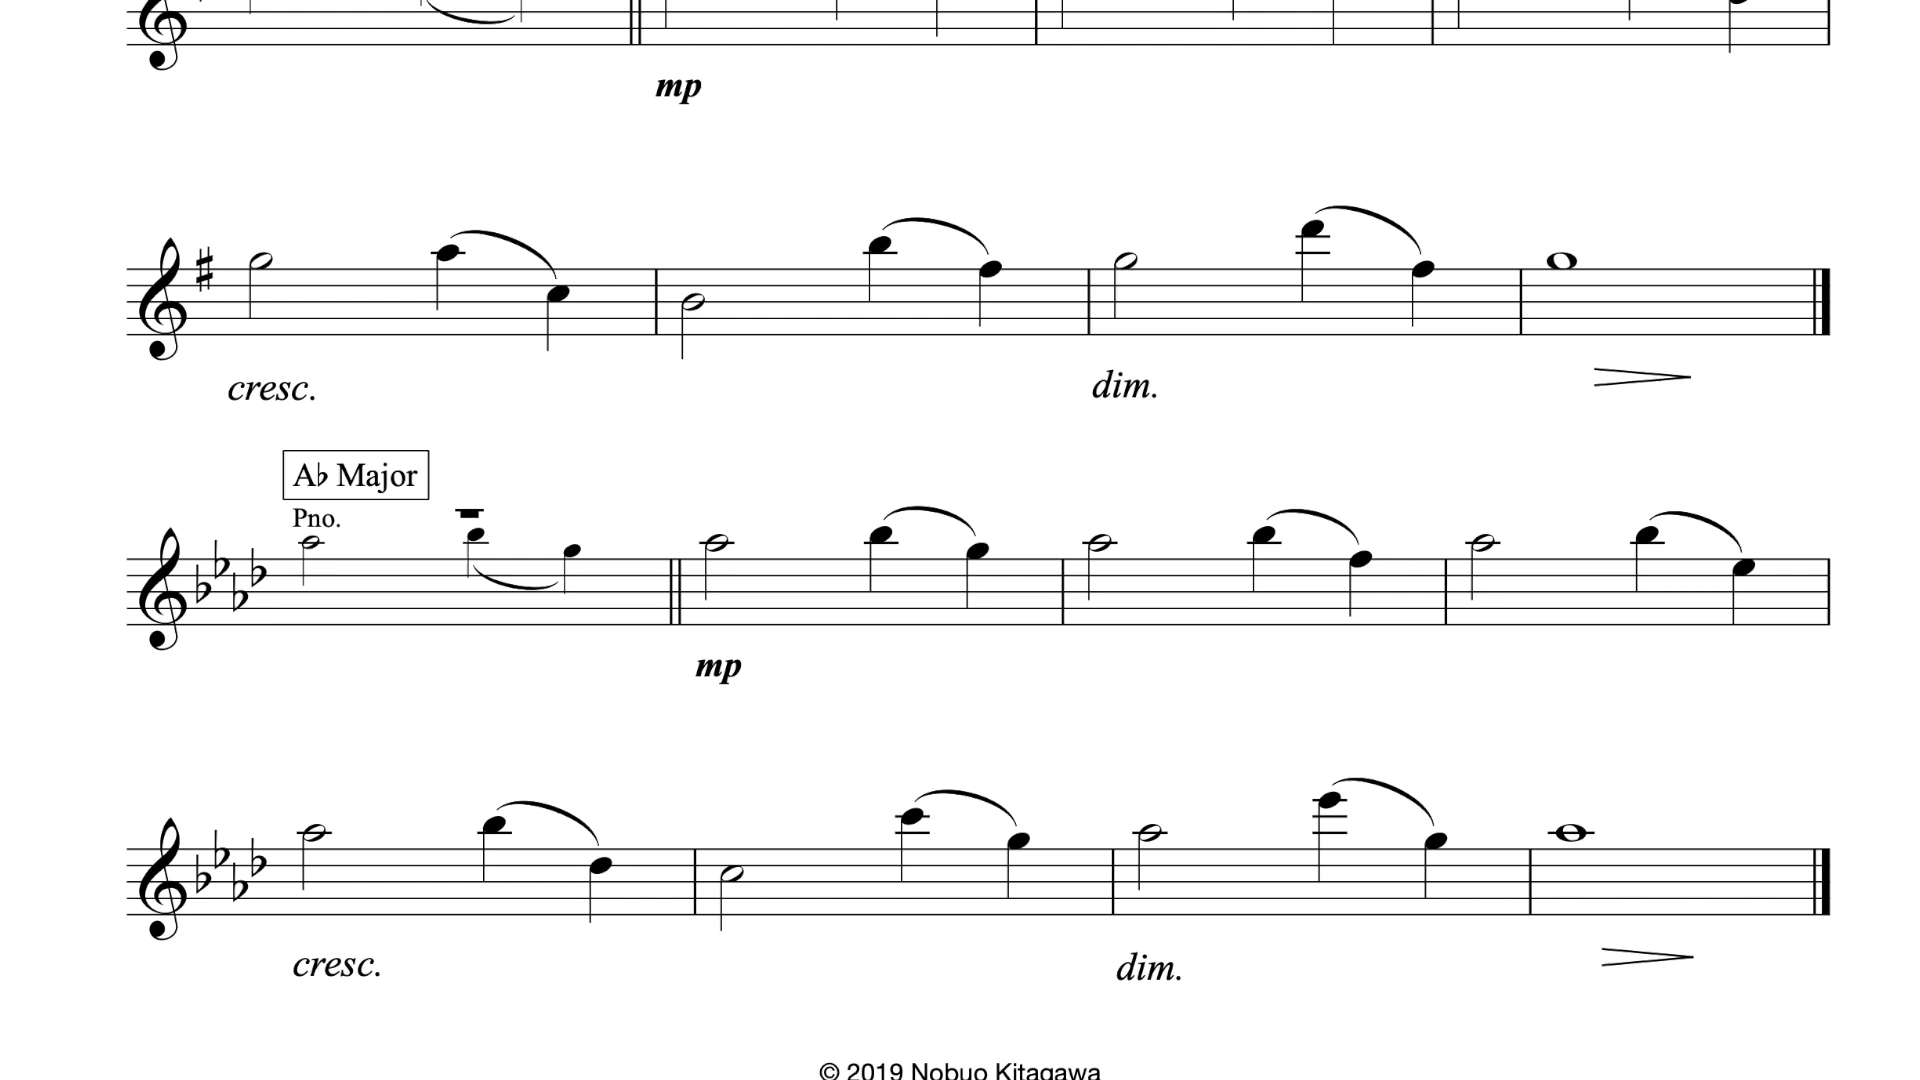 mp
cresc.
dim.
A♭ Major
Pno.
mp
cresc.
dim.
© 2019 Nobuo Kitagawa